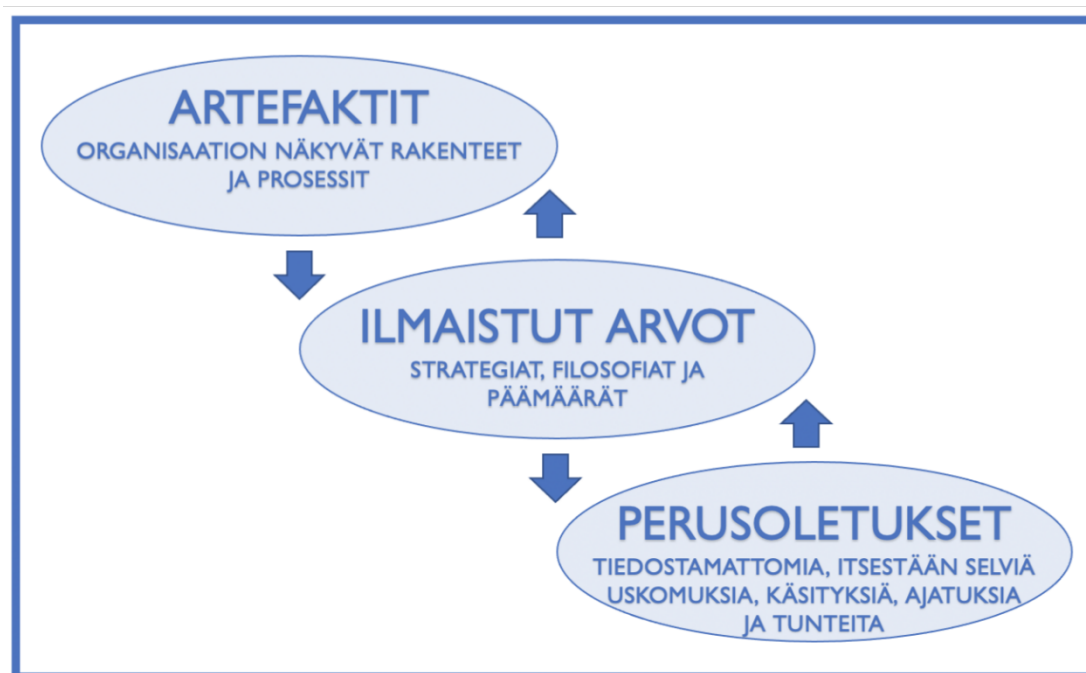 ARTEFAKTIT
ORGANISAATION NÄKYVÄT RAKENTEET
JA PROSESSIT
ILMAISTUT ARVOT
STRATEGIAT, FILOSOFIAT JA
PÄÄMÄÄRÄT
PERUSOLETUKSET
TIEDOSTAMATTOMIA, ITSESTÄÄN SELVIÄ
USKOMUKSIA, KÄSITYKSIÄ, AJATUKSIA
JA TUNTEITA